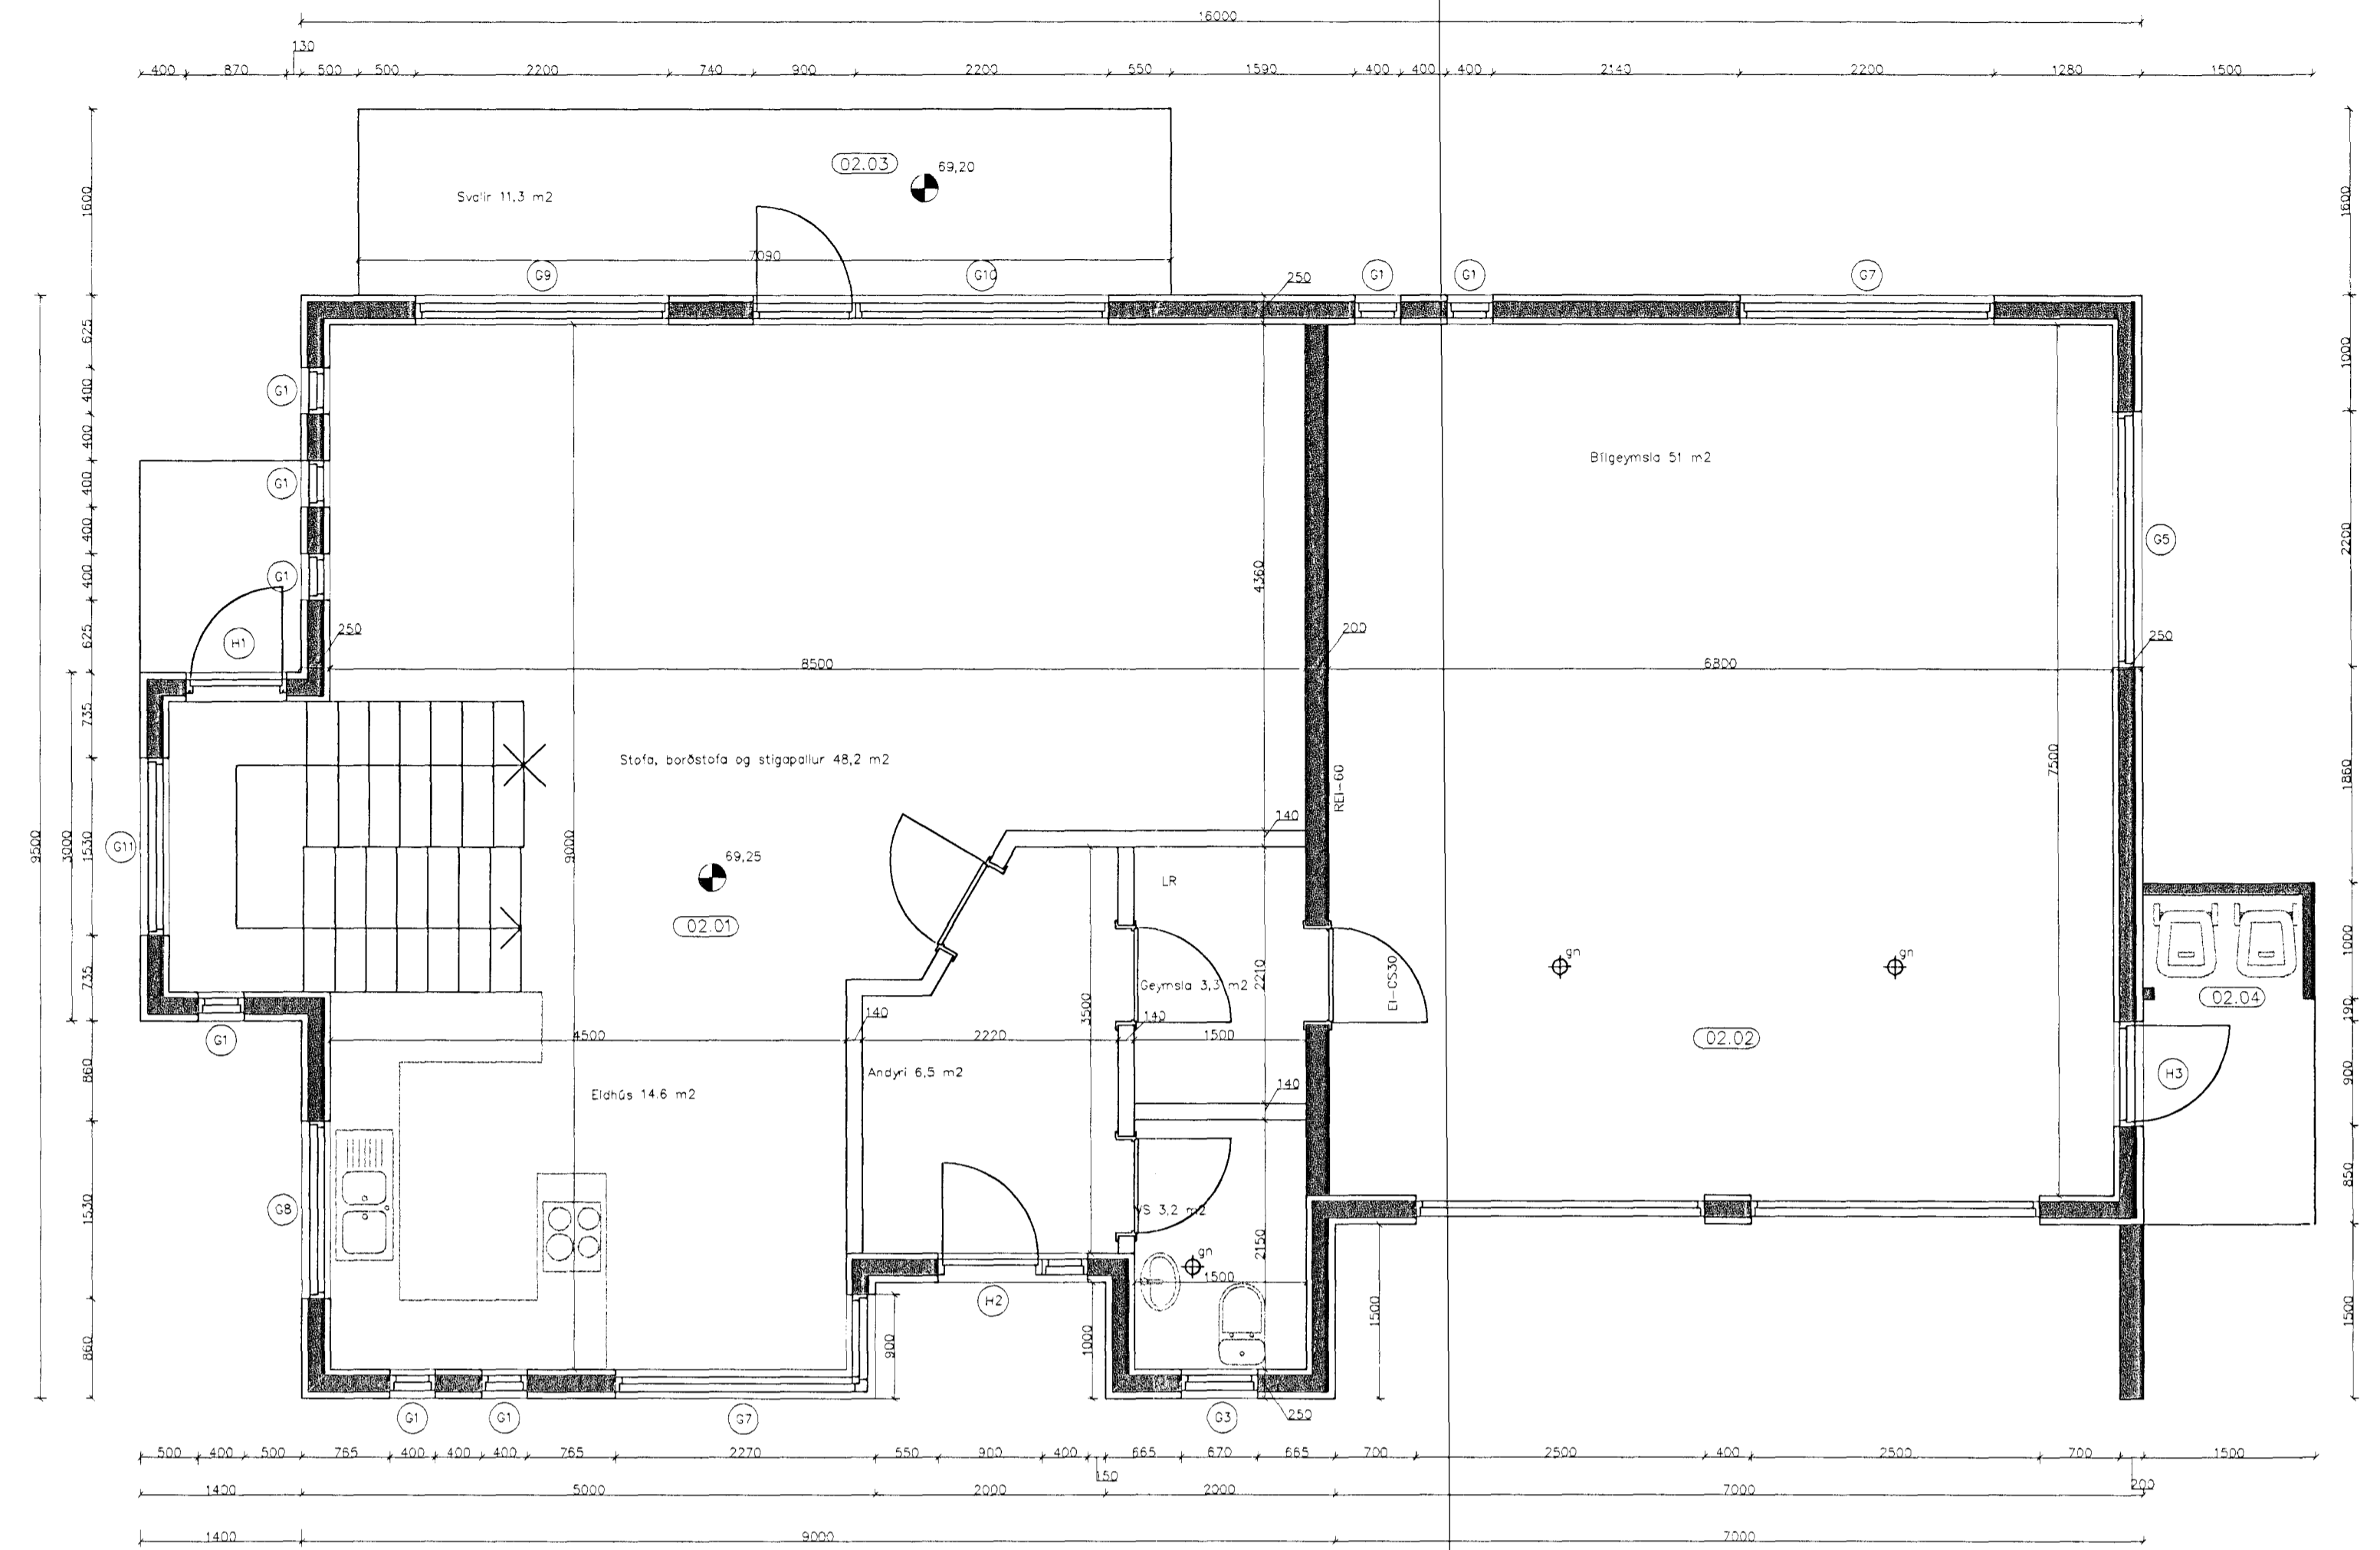 16000
130
400 870 500 500 2200 740 900 2200 550 1590 400 400 400 2140 2200 1280 1500
02.03
69,20
Svalir 11,3 m2
1600
1600
7090
G9
G10
250
G1
G1
G7
625
1000
G1
400
400
Bílgeymsla 51 m2
G1
400
400
G5
2200
G1
400
4360
625
H1
250
200
250
8500
6800
735
Stofa, borðstofa og stigapallur 48,2 m2
7500
1860
REI-60
140
9500
3000
1530
G11
9000
69,25
LR
02.01
1000
gn
gn
EI-CS30
735
Geymsla 3,3 m2
2210
02.04
190
3500
140
140
G1
4500
2220
1500
02.02
860
Andyri 6,5 m2
H3
900
140
Eldhús 14.6 m2
850
1530
G8
VS 3,2 m2
gn
2150
1500
H2
1500
1500
900
1000
860
G1
G1
G7
G3
250
500 400 500 765 400 400 400 765 2270 550 900 400 665 670 665 700 2500 400 2500 700 1500
150
200
1400 5000 2000 2000 7000
1400 9000 7000